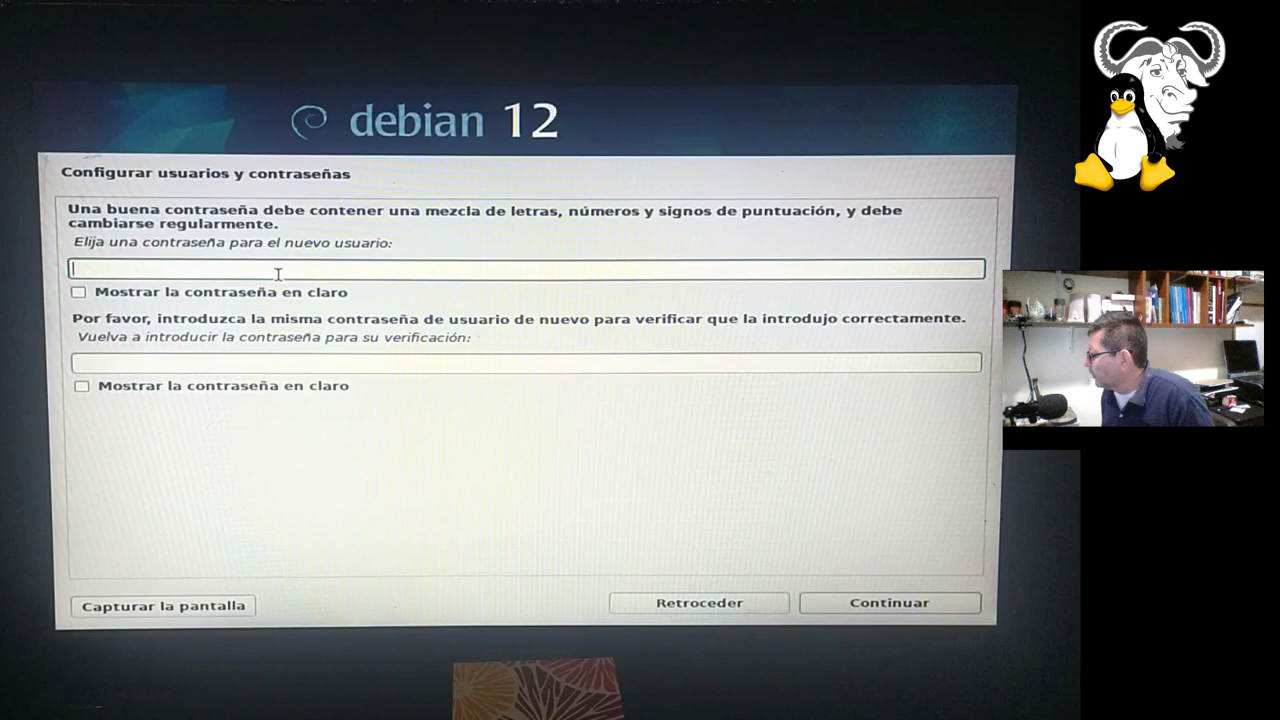 debian 12
Configurar usuarios y contraseñas
Una buena contraseña debe contener una mezcla de letras, números y signos de puntuación, y debe
cambiarse regularmente.
Elija una contraseña para el nuevo usuario:
Mostrar la contraseña en claro
Por favor, introduzca la misma contraseña de usuario de nuevo para verificar que la introdujo correctamente.
Vuelva a introducir la contraseña para su verificación:
Mostrar la contraseña en claro
Capturar la pantalla
Retroceder
Continuar